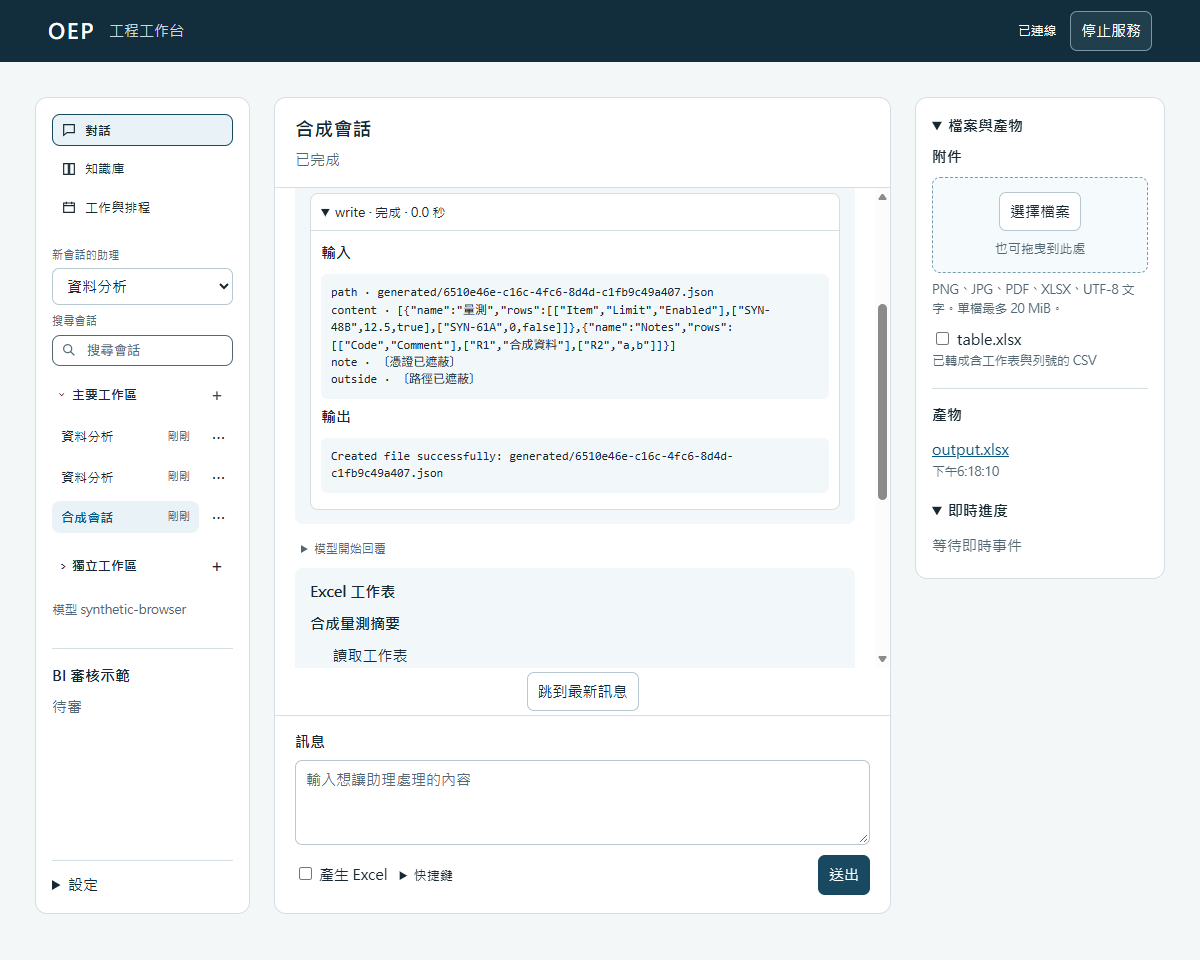 OEP 工程工作台
已連線
停止服務
對話
知識庫
工作與排程
新會話的助理
資料分析
搜尋會話
搜尋會話
主要工作區 +
資料分析 剛剛 ...
資料分析 剛剛 ...
合成會話 剛剛 ...
獨立工作區 +
模型 synthetic-browser
BI 審核示範
待審
設定
合成會話
已完成
write · 完成 · 0.0 秒
輸入
path · generated/6510e46e-c16c-4fc6-8d4d-c1fb9c49a407.json
content · [{"name":"量測","rows":[["Item","Limit","Enabled"],["SYN-
48B",12.5,true],["SYN-61A",0,false]]},{"name":"Notes","rows":
[["Code","Comment"],["R1","合成資料"],["R2","a,b"]]}]
note · 〔憑證已遮蔽〕
outside · 〔路徑已遮蔽〕
輸出
Created file successfully: generated/6510e46e-c16c-4fc6-8d4d-
c1fb9c49a407.json
模型開始回覆
Excel 工作表
合成量測摘要
讀取工作表
跳到最新訊息
訊息
輸入想讓助理處理的內容
產生 Excel
快捷鍵
送出
檔案與產物
附件
選擇檔案
也可拖曳到此處
PNG、JPG、PDF、XLSX、UTF-8 文
字。單檔最多 20 MiB。
table.xlsx
已轉成含工作表與列號的 CSV
產物
output.xlsx
下午6:18:10
即時進度
等待即時事件